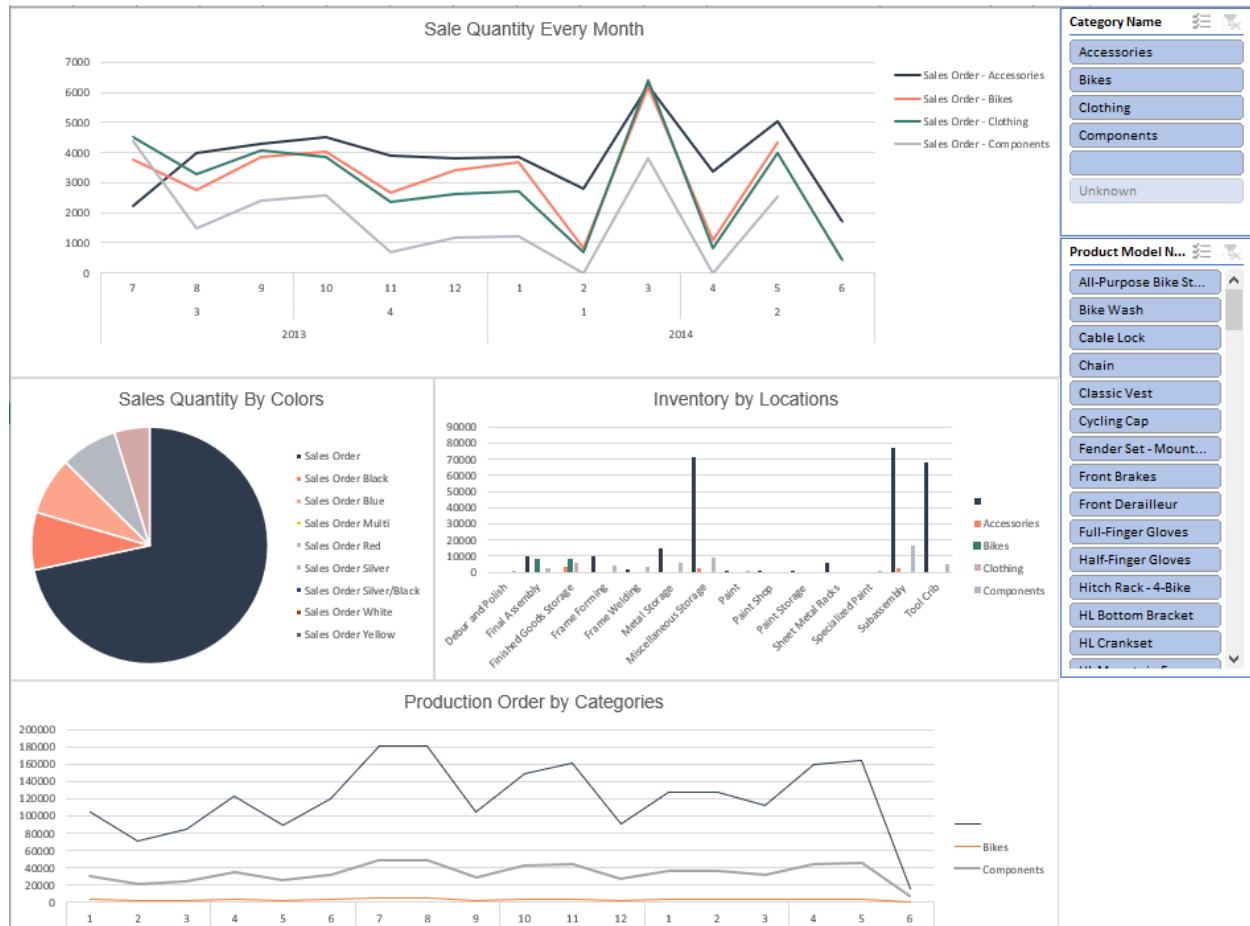 Sale Quantity Every Month
7000
6000
5000
4000
3000
2000
1000
0
7 8 9 10 11 12 1 2 3 4 5 6
3 4 1 2
2013 2014
Sales Order - Accessories
Sales Order - Bikes
Sales Order - Clothing
Sales Order - Components
Category Name
Accessories
Bikes
Clothing
Components
Unknown
Product Model N...
All-Purpose Bike St...
Bike Wash
Cable Lock
Chain
Classic Vest
Cycling Cap
Fender Set - Mount...
Front Brakes
Front Derailleur
Full-Finger Gloves
Half-Finger Gloves
Hitch Rack - 4-Bike
HL Bottom Bracket
HL Crankset
Sales Quantity By Colors
Sales Order
Sales Order Black
Sales Order Blue
Sales Order Multi
Sales Order Red
Sales Order Silver
Sales Order Silver/Black
Sales Order White
Sales Order Yellow
Inventory by Locations
90000
80000
70000
60000
50000
40000
30000
20000
10000
0
Debur and Polish
Final Assembly
Finished Goods Storage
Frame Forming
Frame Welding
Metal Storage
Miscellaneous Storage
Paint
Paint Shop
Paint Storage
Sheet Metal Racks
Specialized Paint
Subassembly
Tool Crib
Accessories
Bikes
Clothing
Components
Production Order by Categories
200000
180000
160000
140000
120000
100000
80000
60000
40000
20000
0
1 2 3 4 5 6 7 8 9 10 11 12 1 2 3 4 5 6
Bikes
Components